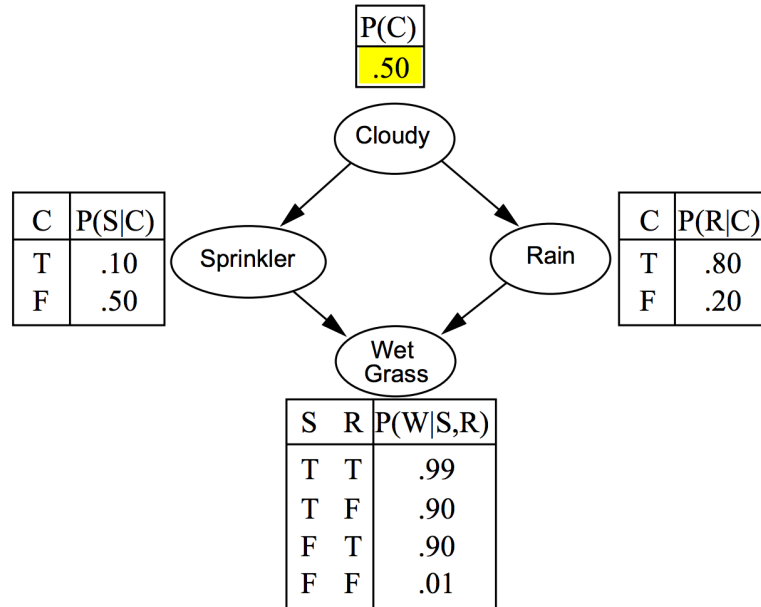 P(C)
.50
Cloudy
C P(S|C)
T .10
F .50
Sprinkler
Rain
C P(R|C)
T .80
F .20
Wet
Grass
S R P(W|S,R)
T T .99
T F .90
F T .90
F F .01